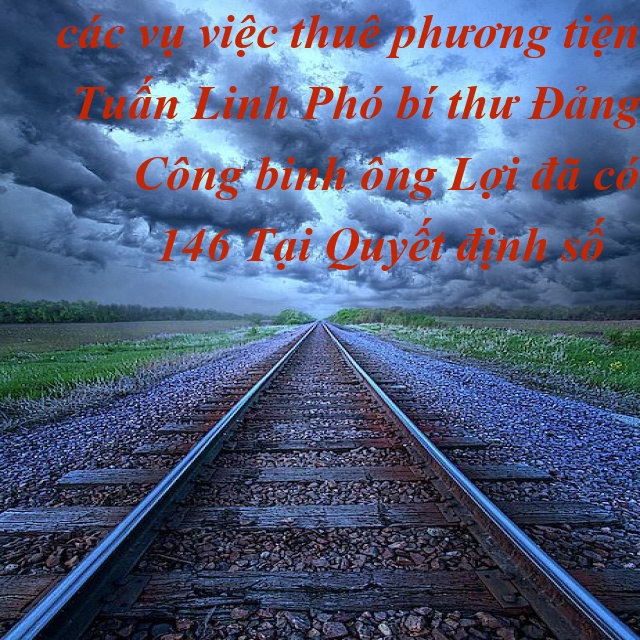 các vụ việc thuê phương tiện
Tuấn Linh Phó bí thư Đảng
Công binh ông Lợi đã có
146 Tại Quyết định số